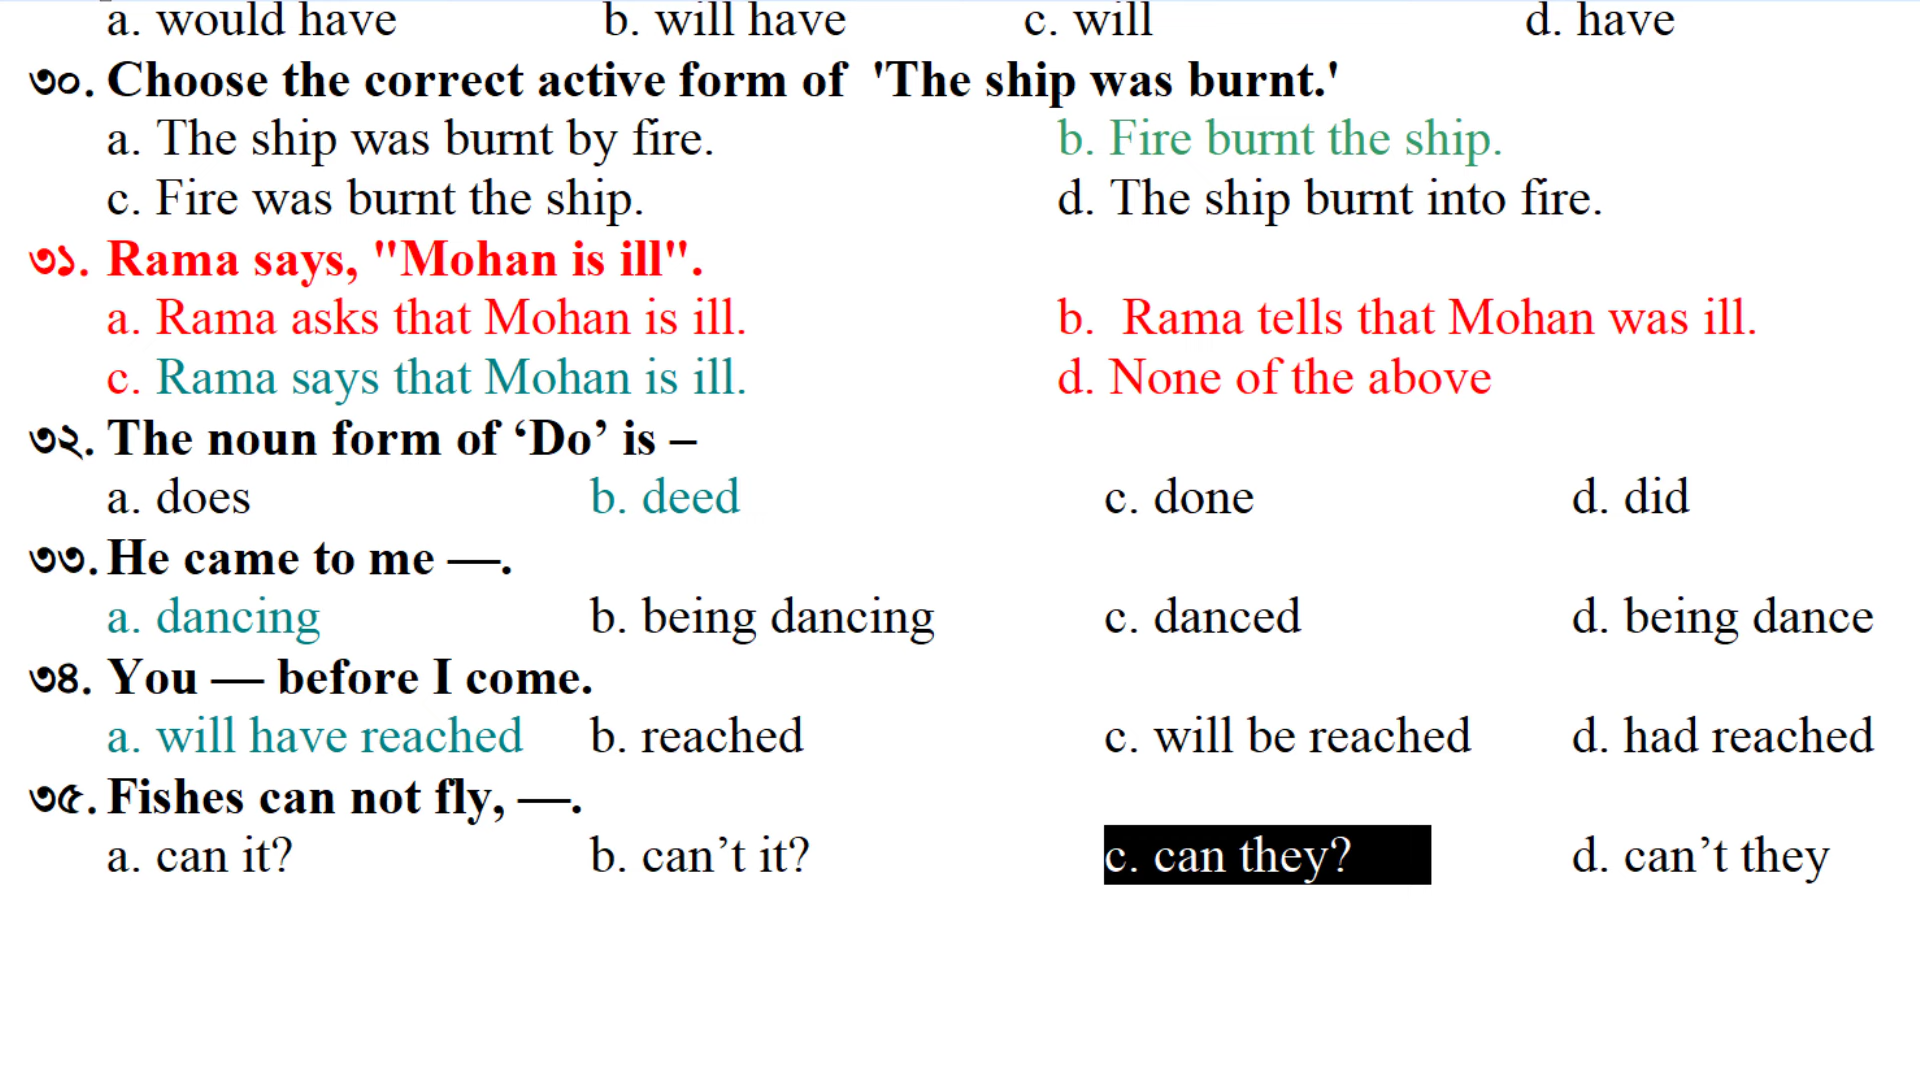 a. would have b. will have c. will d. have
৩০. Choose the correct active form of 'The ship was burnt.'
a. The ship was burnt by fire. b. Fire burnt the ship.
c. Fire was burnt the ship. d. The ship burnt into fire.
৩১. Rama says, "Mohan is ill".
a. Rama asks that Mohan is ill. b. Rama tells that Mohan was ill.
c. Rama says that Mohan is ill. d. None of the above
৩২. The noun form of ‘Do’ is –
a. does b. deed c. done d. did
৩৩. He came to me —.
a. dancing b. being dancing c. danced d. being dance
৩৪. You — before I come.
a. will have reached b. reached c. will be reached d. had reached
৩৫. Fishes can not fly, —.
a. can it? b. can’t it? c. can they? d. can’t they